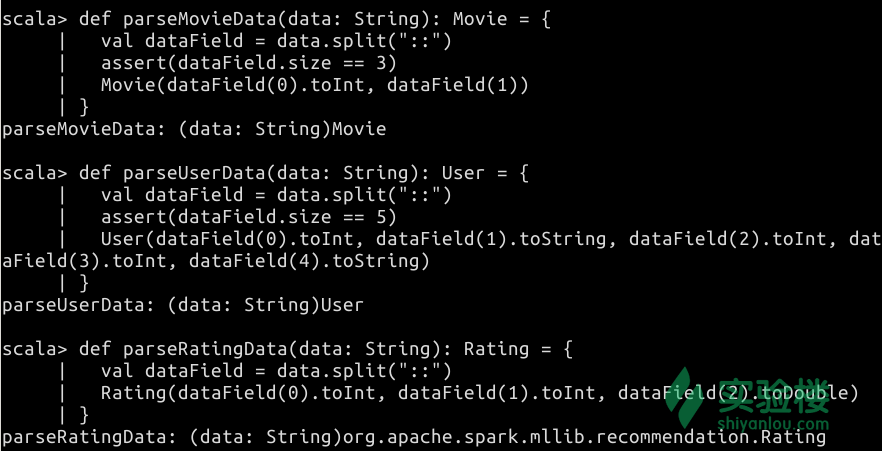 scala> def parseMovieData(data: String): Movie = {
     |   val dataField = data.split("::")
     |   assert(dataField.size == 3)
     |   Movie(dataField(0).toInt, dataField(1))
     | }
parseMovieData: (data: String)Movie
scala> def parseUserData(data: String): User = {
     |   val dataField = data.split("::")
     |   assert(dataField.size == 5)
     |   User(dataField(0).toInt, dataField(1).toString, dataField(2).toInt, dat
aField(3).toInt, dataField(4).toString)
     | }
parseUserData: (data: String)User
scala> def parseRatingData(data: String): Rating = {
     |   val dataField = data.split("::")
     |   Rating(dataField(0).toInt, dataField(1).toInt, dataField(2).toDouble)
     | }
parseRatingData: (data: String)org.apache.spark.mllib.recommendation.Rating
实验楼
shiyanlou.com